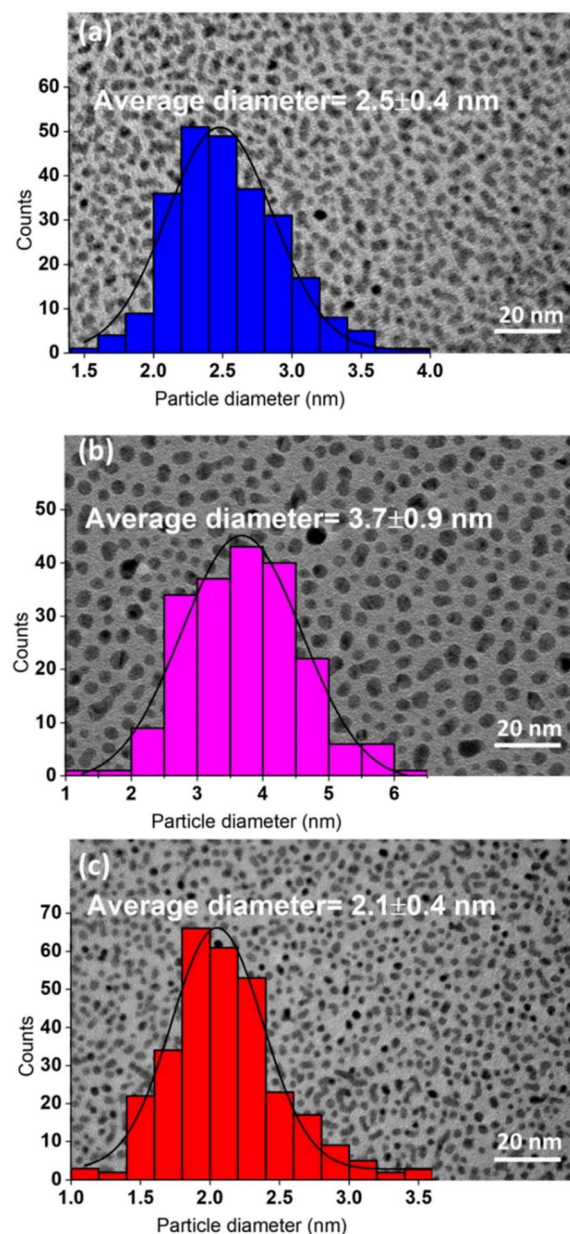 (a)
60
Average diameter= 2.5±0.4 nm
50
40
30
20
10
0
Counts
20 nm
1.5 2.0 2.5 3.0 3.5 4.0
Particle diameter (nm)
(b)
50
Average diameter= 3.7±0.9 nm
40
30
20
10
0
Counts
20 nm
1 2 3 4 5 6
Particle diameter (nm)
(c)
Average diameter= 2.1±0.4 nm
70
60
50
40
30
20
10
0
Counts
20 nm
1.0 1.5 2.0 2.5 3.0 3.5
Particle diameter (nm)